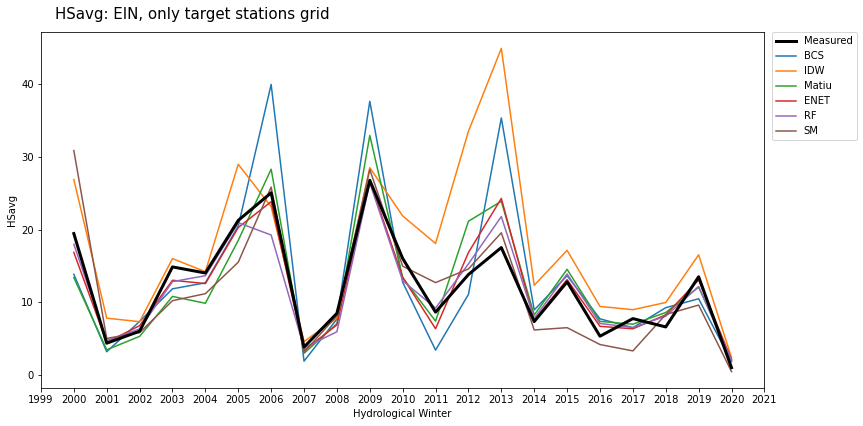 HSavg: EIN, only target stations grid
Measured
BCS
IDW
Matiu
ENET
RF
SM
HSavg
40
30
20
10
0
1999 2000 2001 2002 2003 2004 2005 2006 2007 2008 2009 2010 2011 2012 2013 2014 2015 2016 2017 2018 2019 2020 2021
Hydrological Winter